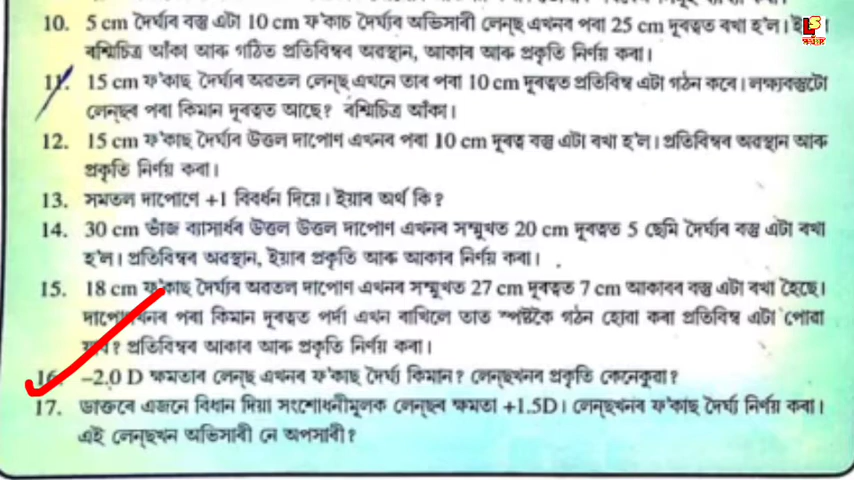 10. 5 cm দৈৰ্ঘ্যৰ বস্তু এটা 10 cm ফ'কাচ দৈৰ্ঘ্যৰ অভিসাৰী লেন্ছ এখনৰ পৰা 25 cm দূৰত্বত ৰখা হ'ল।
ৰশ্মিচিত্ৰ আঁকা আৰু গঠিত প্ৰতিবিম্বৰ অৱস্থান, আকাৰ আৰু প্ৰকৃতি নিৰ্ণয় কৰা।
11. 15 cm ফ'কাছ দৈৰ্ঘ্যৰ অৱতল লেন্ছ এখনে তাৰ পৰা 10 cm দূৰত্বত প্ৰতিবিম্ব এটা গঠন কৰে। লক্ষ্যবস্তুটো
লেন্ছৰ পৰা কিমান দূৰত্বত আছে? ৰশ্মিচিত্ৰ আঁকা।
12. 15 cm ফ'কাছ দৈৰ্ঘ্যৰ উত্তল দাপোণ এখনৰ পৰা 10 cm দূৰত্ব বস্তু এটা ৰখা হ'ল। প্ৰতিবিম্বৰ অৱস্থান আৰু
প্ৰকৃতি নিৰ্ণয় কৰা।
13. সমতল দাপোণে +1 বিবৰ্ধন দিয়ে। ইয়াৰ অৰ্থ কি?
14. 30 cm ভাঁজ ব্যাসাৰ্ধৰ উত্তল উত্তল দাপোণ এখনৰ সন্মুখত 20 cm দূৰত্বত 5 ছেমি দৈৰ্ঘ্যৰ বস্তু এটা ৰখা
হ'ল। প্ৰতিবিম্বৰ অৱস্থান, ইয়াৰ প্ৰকৃতি আৰু আকাৰ নিৰ্ণয় কৰা।
15. 18 cm ফ'কাছ দৈৰ্ঘ্যৰ অৱতল দাপোণ এখনৰ সন্মুখত 27 cm দূৰত্বত 7 cm আকাৰৰ বস্তু এটা ৰখা হৈছে।
দাপোণখনৰ পৰা কিমান দূৰত্বত পৰ্দা এখন ৰাখিলে তাত স্পষ্টকৈ গঠন হোৱা কৰা প্ৰতিবিম্ব এটা পোৱা
যাব? প্ৰতিবিম্বৰ আকাৰ আৰু প্ৰকৃতি নিৰ্ণয় কৰা।
16. –2.0 D ক্ষমতাৰ লেন্ছ এখনৰ ফ'কাছ দৈৰ্ঘ্য কিমান? লেন্ছখনৰ প্ৰকৃতি কেনেকুৱা?
17. ডাক্তৰে এজনে বিধান দিয়া সংশোধনীমূলক লেন্ছৰ ক্ষমতা +1.5D। লেন্ছখনৰ ফ'কাছ দৈৰ্ঘ্য নিৰ্ণয় কৰা।
এই লেন্ছখন অভিসাৰী নে অপসাৰী?